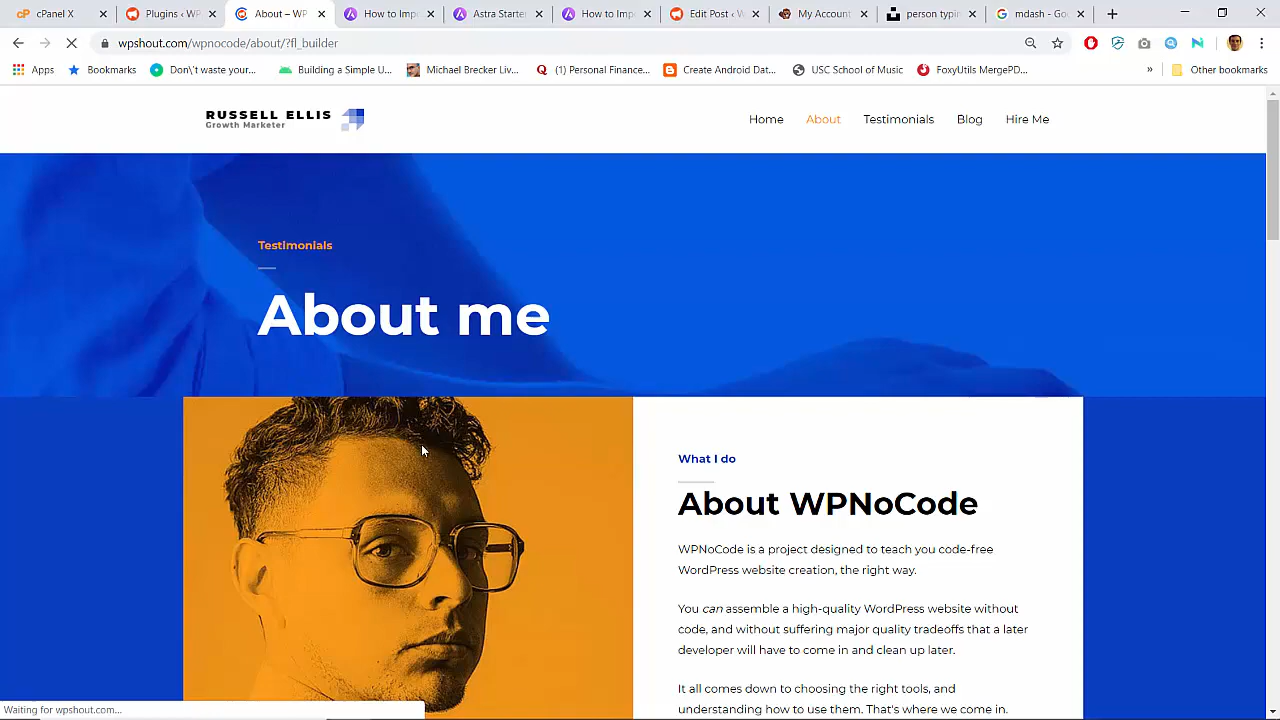 cPanel X
Plugins ‹ WP
About – WP
How to Imp
Astra Starte
How to Imp
Edit Post ‹ W
My Account
person typin
mdash - Goo
wpshout.com/wpnocode/about/?fl_builder
Apps
Bookmarks
Don\'t waste your...
Building a Simple U...
Michael Brecker Liv...
(1) Personal Finance...
Create Android Dat...
USC School of Music
FoxyUtils MergePD...
»
Other bookmarks
RUSSELL ELLIS
Growth Marketer
Home
About
Testimonials
Blog
Hire Me
Testimonials
About me
What I do
About WPNoCode
WPNoCode is a project designed to teach you code-free
WordPress website creation, the right way.
You can assemble a high-quality WordPress website without
code, and without suffering major quality tradeoffs that a later
developer will have to come in and clean up later.
It all comes down to choosing the right tools, and
understanding how to use them. That's where we come in.
Waiting for wpshout.com...